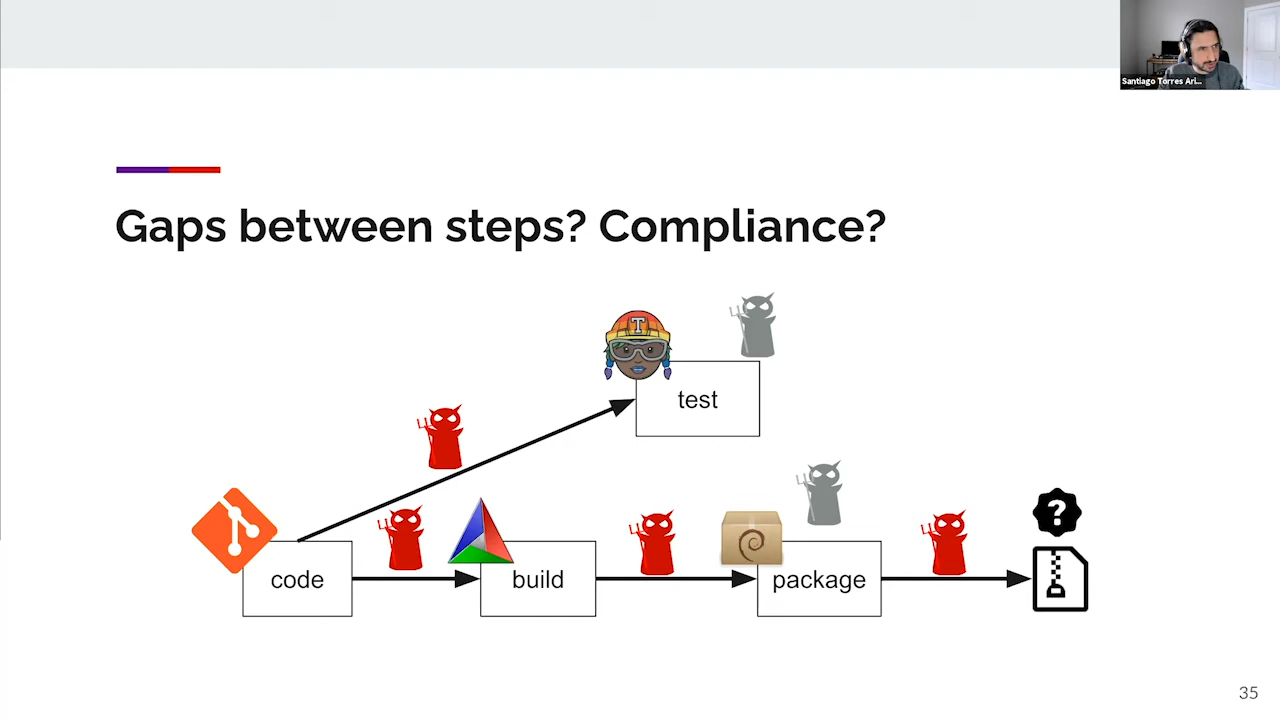 Santiago Torres Ari...
Gaps between steps? Compliance?
T
test
code
build
package
?
35